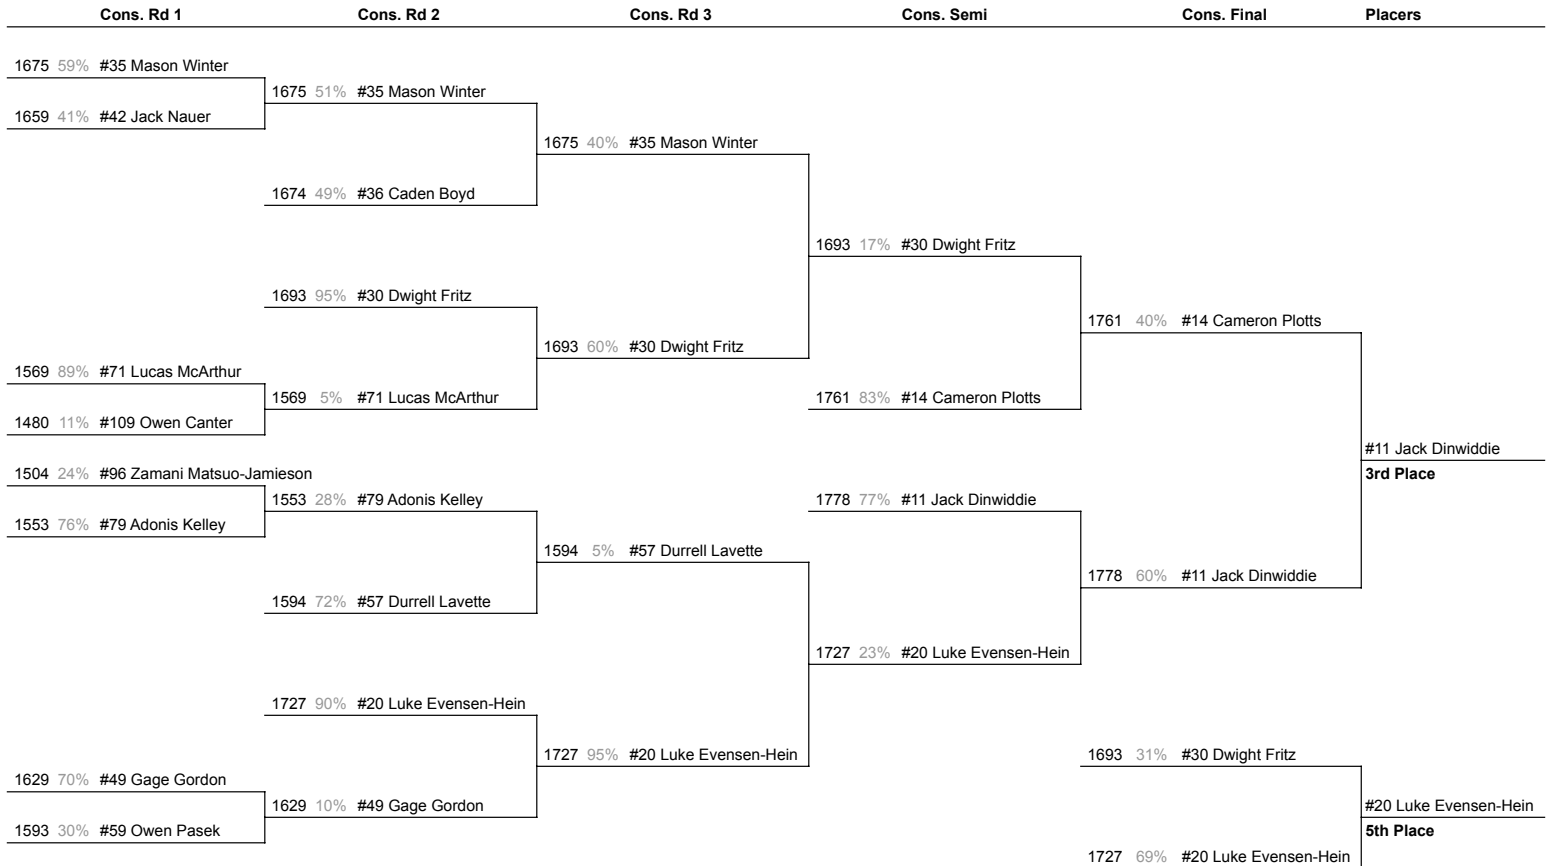 Cons. Rd 1 Cons. Rd 2 Cons. Rd 3 Cons. Semi Cons. Final Placers
1675 59% #35 Mason Winter
1675 51% #35 Mason Winter
1659 41% #42 Jack Nauer
1675 40% #35 Mason Winter
1674 49% #36 Caden Boyd
1693 17% #30 Dwight Fritz
1693 95% #30 Dwight Fritz
1761 40% #14 Cameron Plotts
1693 60% #30 Dwight Fritz
1569 89% #71 Lucas McArthur
1569 5% #71 Lucas McArthur
1761 83% #14 Cameron Plotts
1480 11% #109 Owen Canter
#11 Jack Dinwiddie
3rd Place
1504 24% #96 Zamani Matsuo-Jamieson
1553 28% #79 Adonis Kelley
1778 77% #11 Jack Dinwiddie
1553 76% #79 Adonis Kelley
1594 5% #57 Durrell Lavette
1778 60% #11 Jack Dinwiddie
1594 72% #57 Durrell Lavette
1727 23% #20 Luke Evensen-Hein
1727 90% #20 Luke Evensen-Hein
1727 95% #20 Luke Evensen-Hein
1693 31% #30 Dwight Fritz
1629 70% #49 Gage Gordon
1629 10% #49 Gage Gordon
#20 Luke Evensen-Hein
1593 30% #59 Owen Pasek
5th Place
1727 69% #20 Luke Evensen-Hein